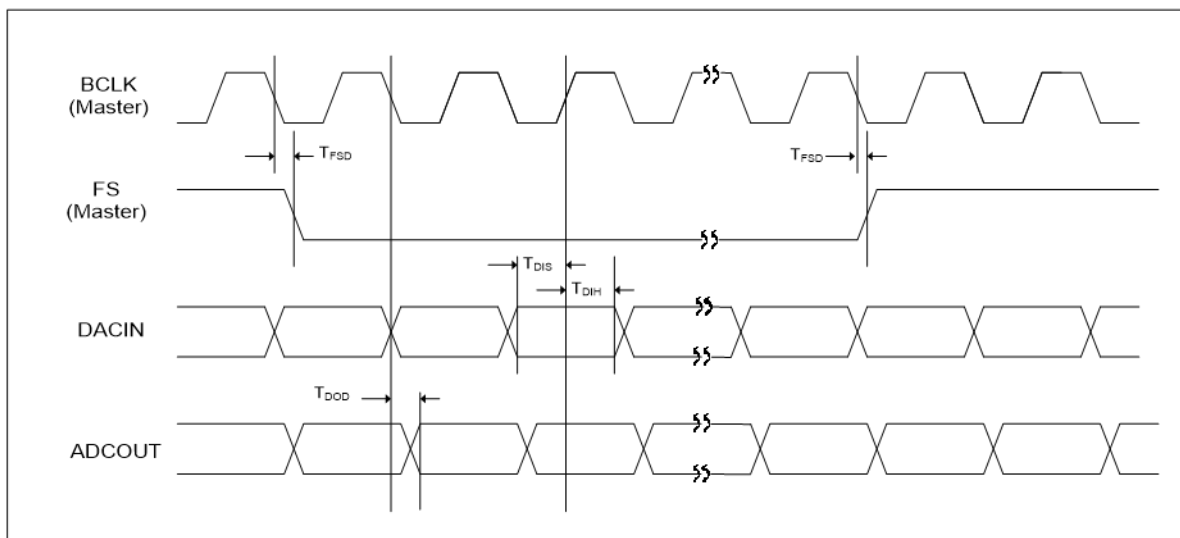 BCLK
(Master)
TFSD
TFSD
FS
(Master)
TDIS
TDIH
DACIN
TDOD
ADCOUT